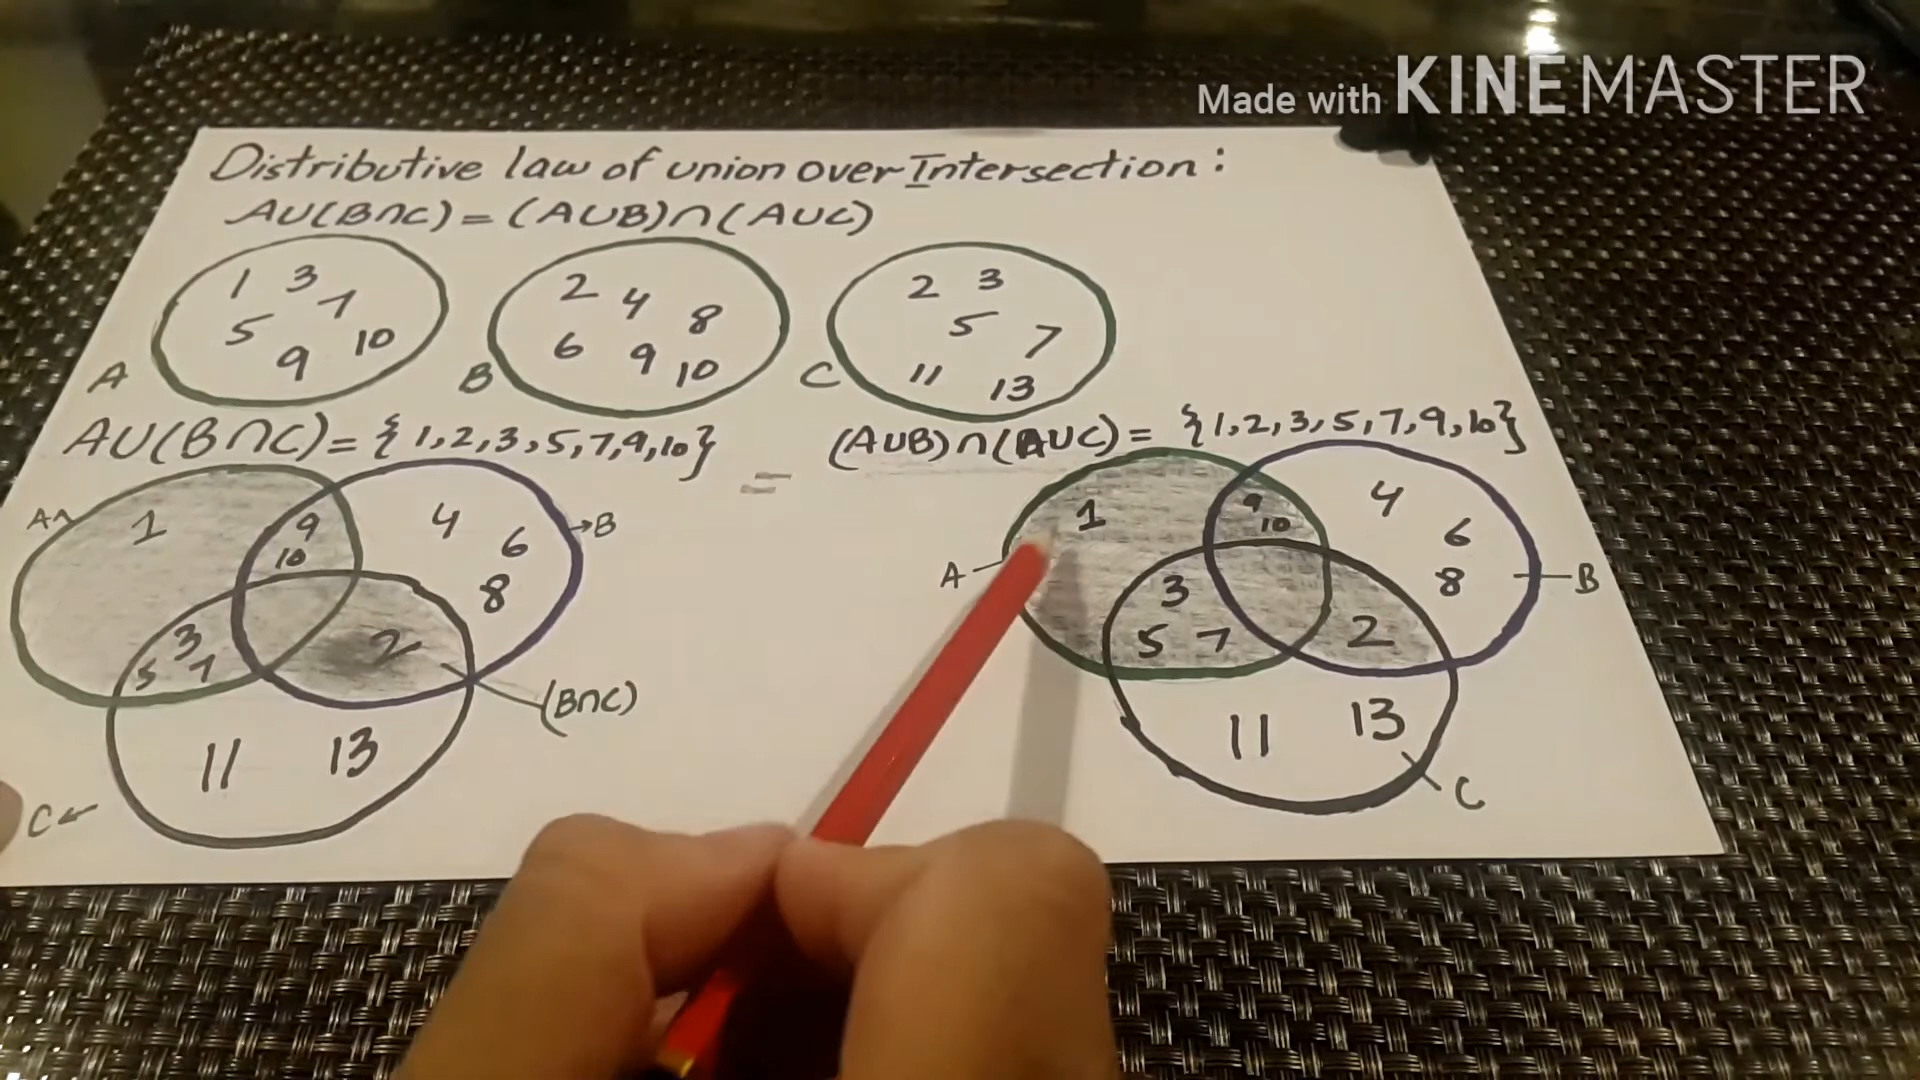 Made with KINEMASTER
Distributive law of union over Intersection:
AU(B∩C) = (AUB)∩(AUC)
1 3
7
5
9 10
A
2 4 8
6 9 10
B
2 3
5 7
11 13
C
AU(B∩C) = {1,2,3,5,7,9,10}
=
(AUB)∩(AUC) = {1,2,3,5,7,9,10}
A
1
9
10
4
6
8
B
3
5 7
2
(B∩C)
11 13
C
A
1
9
10
4
6
8
B
3
5 7
2
11 13
C